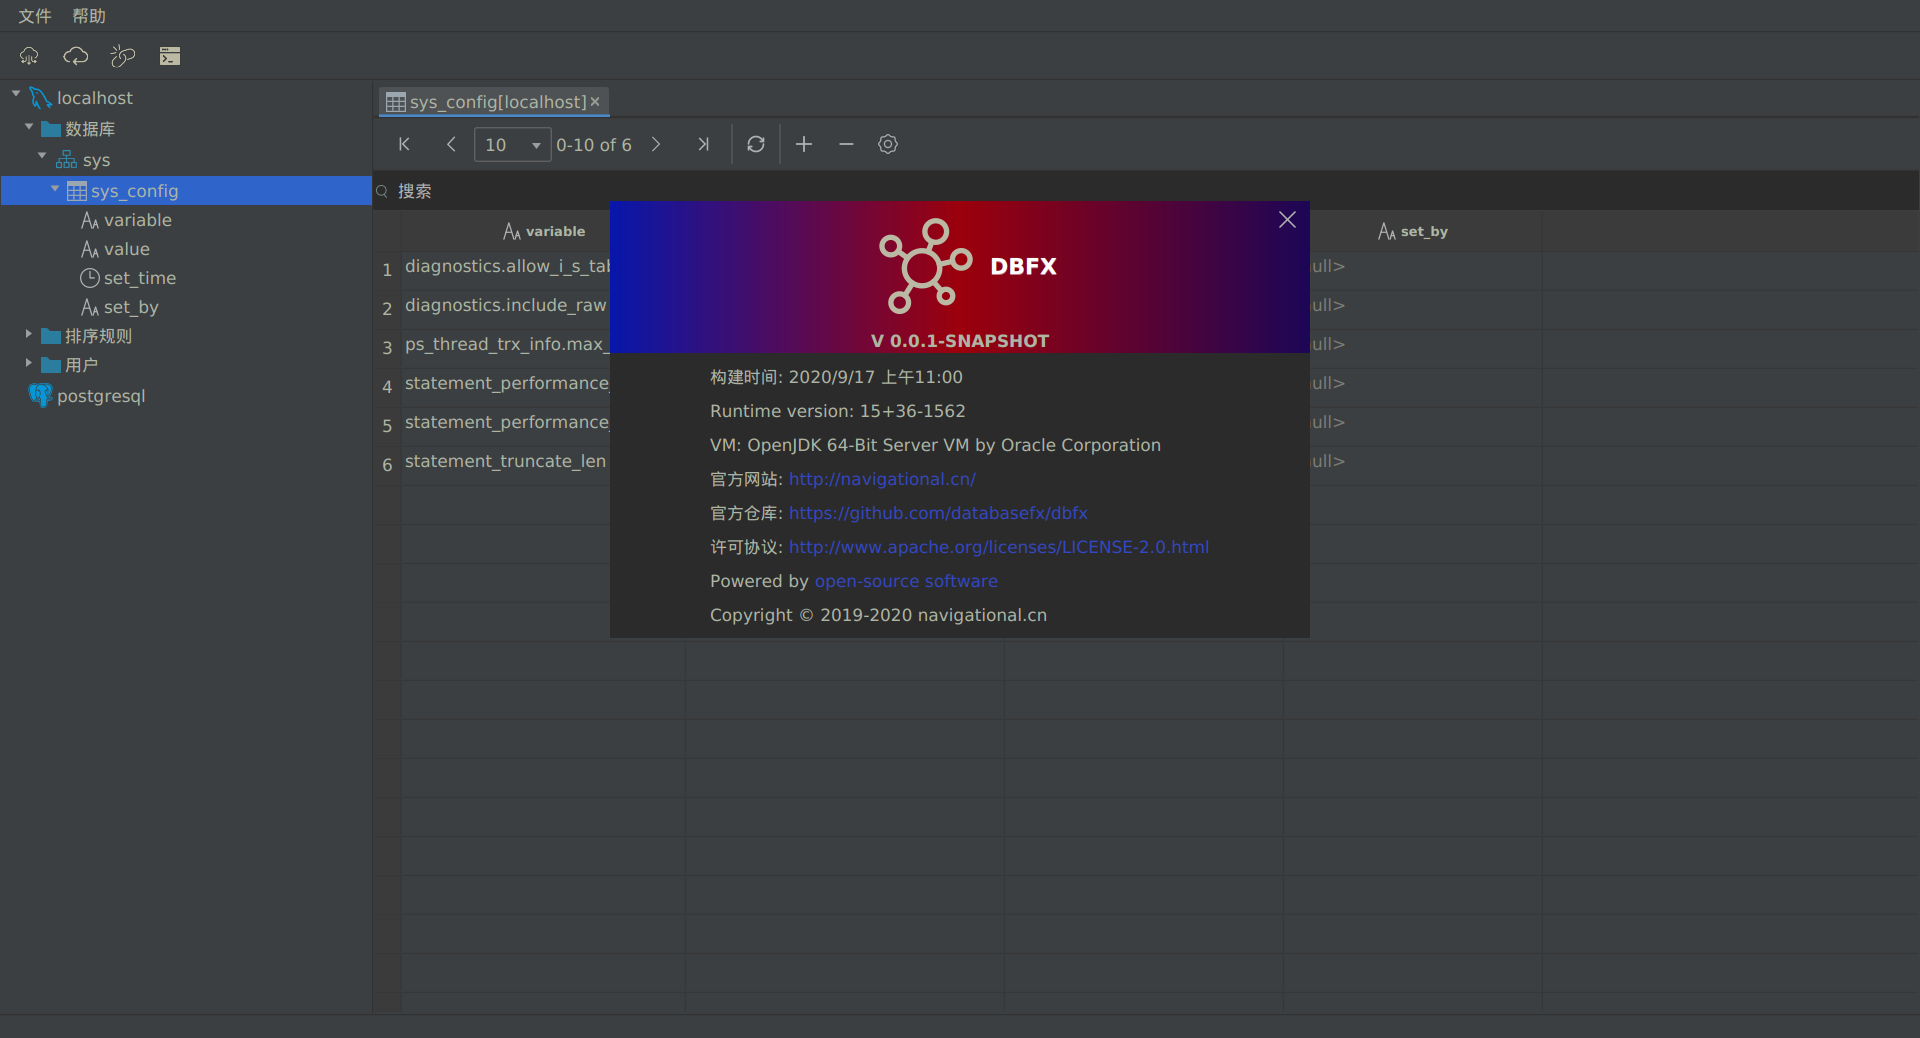 文件 帮助
localhost
数据库
sys
sys_config
variable
value
set_time
set_by
排序规则
用户
postgresql
sys_config[localhost]
10 0-10 of 6
搜索
variable set_by
1 diagnostics.allow_i_s_tab
2 diagnostics.include_raw
3 ps_thread_trx_info.max_
4 statement_performance_
5 statement_performance_
6 statement_truncate_len
ull>
ull>
ull>
ull>
ull>
ull>
DBFX
V 0.0.1-SNAPSHOT
构建时间: 2020/9/17 上午11:00
Runtime version: 15+36-1562
VM: OpenJDK 64-Bit Server VM by Oracle Corporation
官方网站: http://navigational.cn/
官方仓库: https://github.com/databasefx/dbfx
许可协议: http://www.apache.org/licenses/LICENSE-2.0.html
Powered by open-source software
Copyright © 2019-2020 navigational.cn